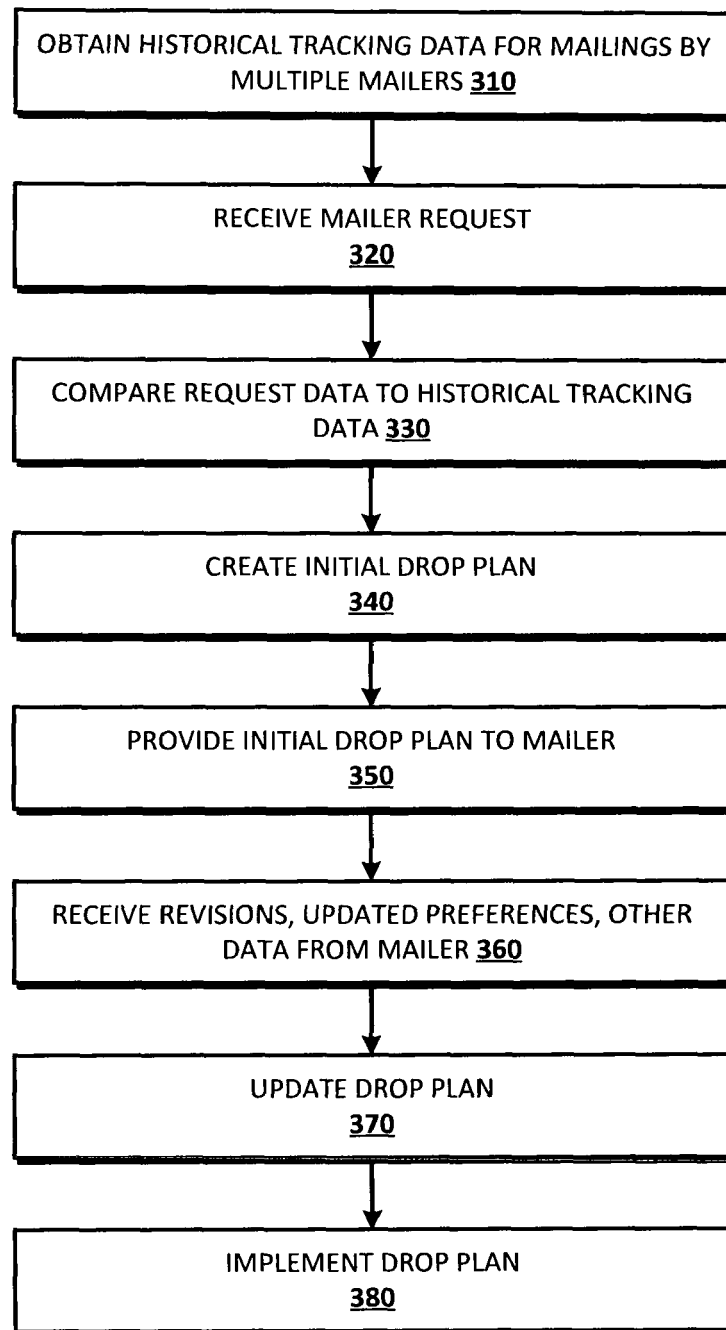 OBTAIN HISTORICAL TRACKING DATA FOR MAILINGS BY
MULTIPLE MAILERS 310
RECEIVE MAILER REQUEST
320
COMPARE REQUEST DATA TO HISTORICAL TRACKING
DATA 330
CREATE INITIAL DROP PLAN
340
PROVIDE INITIAL DROP PLAN TO MAILER
350
RECEIVE REVISIONS, UPDATED PREFERENCES, OTHER
DATA FROM MAILER 360
UPDATE DROP PLAN
370
IMPLEMENT DROP PLAN
380